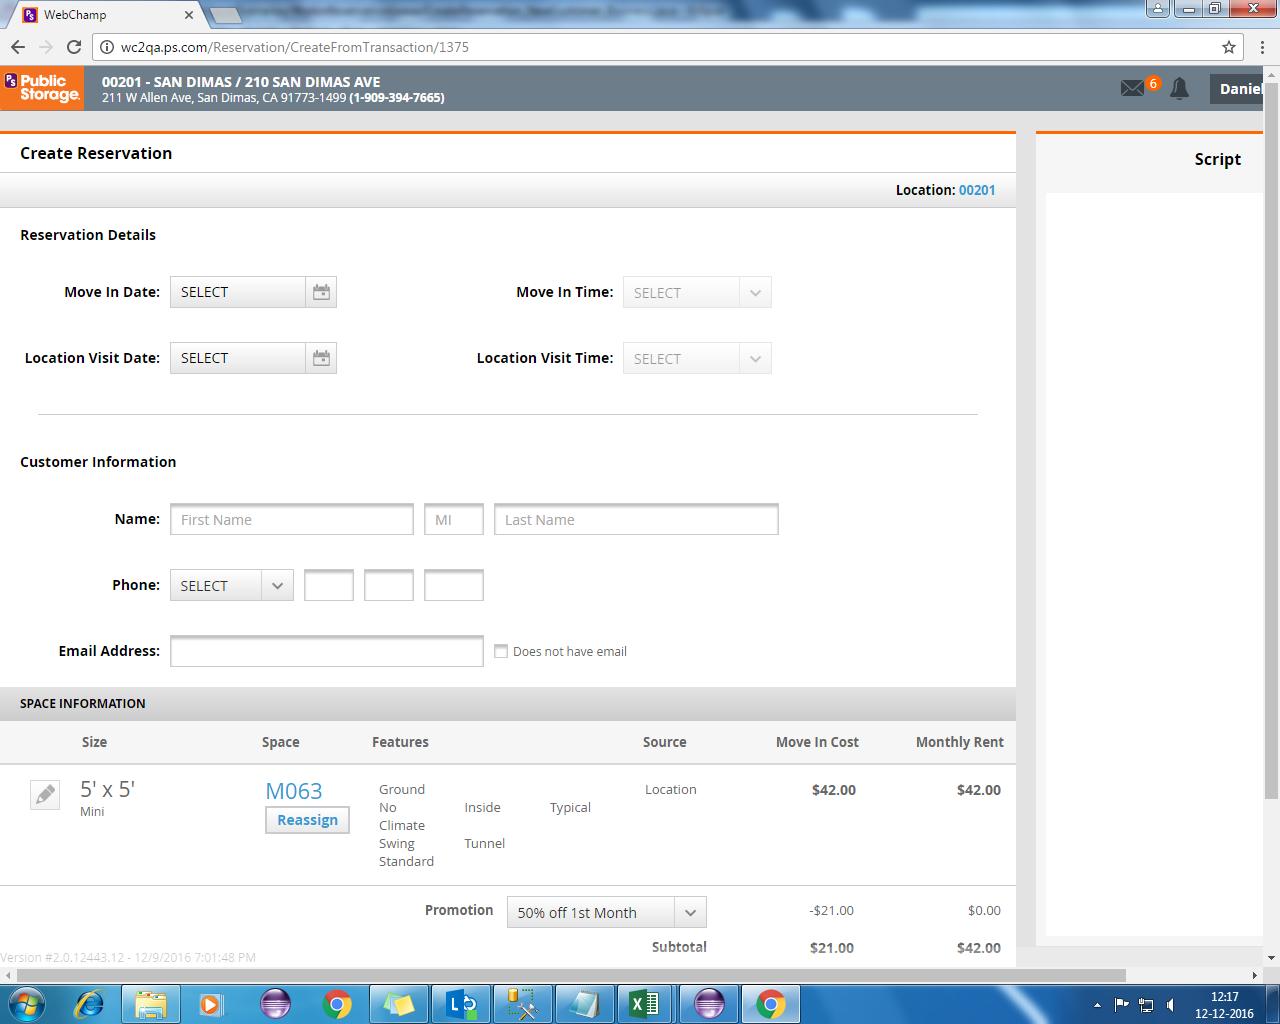 WebChamp
wc2qa.ps.com/Reservation/CreateFromTransaction/1375
PS Public Storage.
00201 - SAN DIMAS / 210 SAN DIMAS AVE
211 W Allen Ave, San Dimas, CA 91773-1499 (1-909-394-7665)
6
Daniel
Create Reservation
Script
Location: 00201
Reservation Details
Move In Date: SELECT Move In Time: SELECT
Location Visit Date: SELECT Location Visit Time: SELECT
Customer Information
Name: First Name MI Last Name
Phone: SELECT
Email Address: Does not have email
SPACE INFORMATION
Size Space Features Source Move In Cost Monthly Rent
5' x 5' M063 Ground Location $42.00 $42.00
Mini Reassign No Inside Typical
Climate
Swing Tunnel
Standard
Promotion 50% off 1st Month -$21.00 $0.00
Subtotal $21.00 $42.00
Version #2.0.12443.12 - 12/9/2016 7:01:48 PM
12:17
12-12-2016